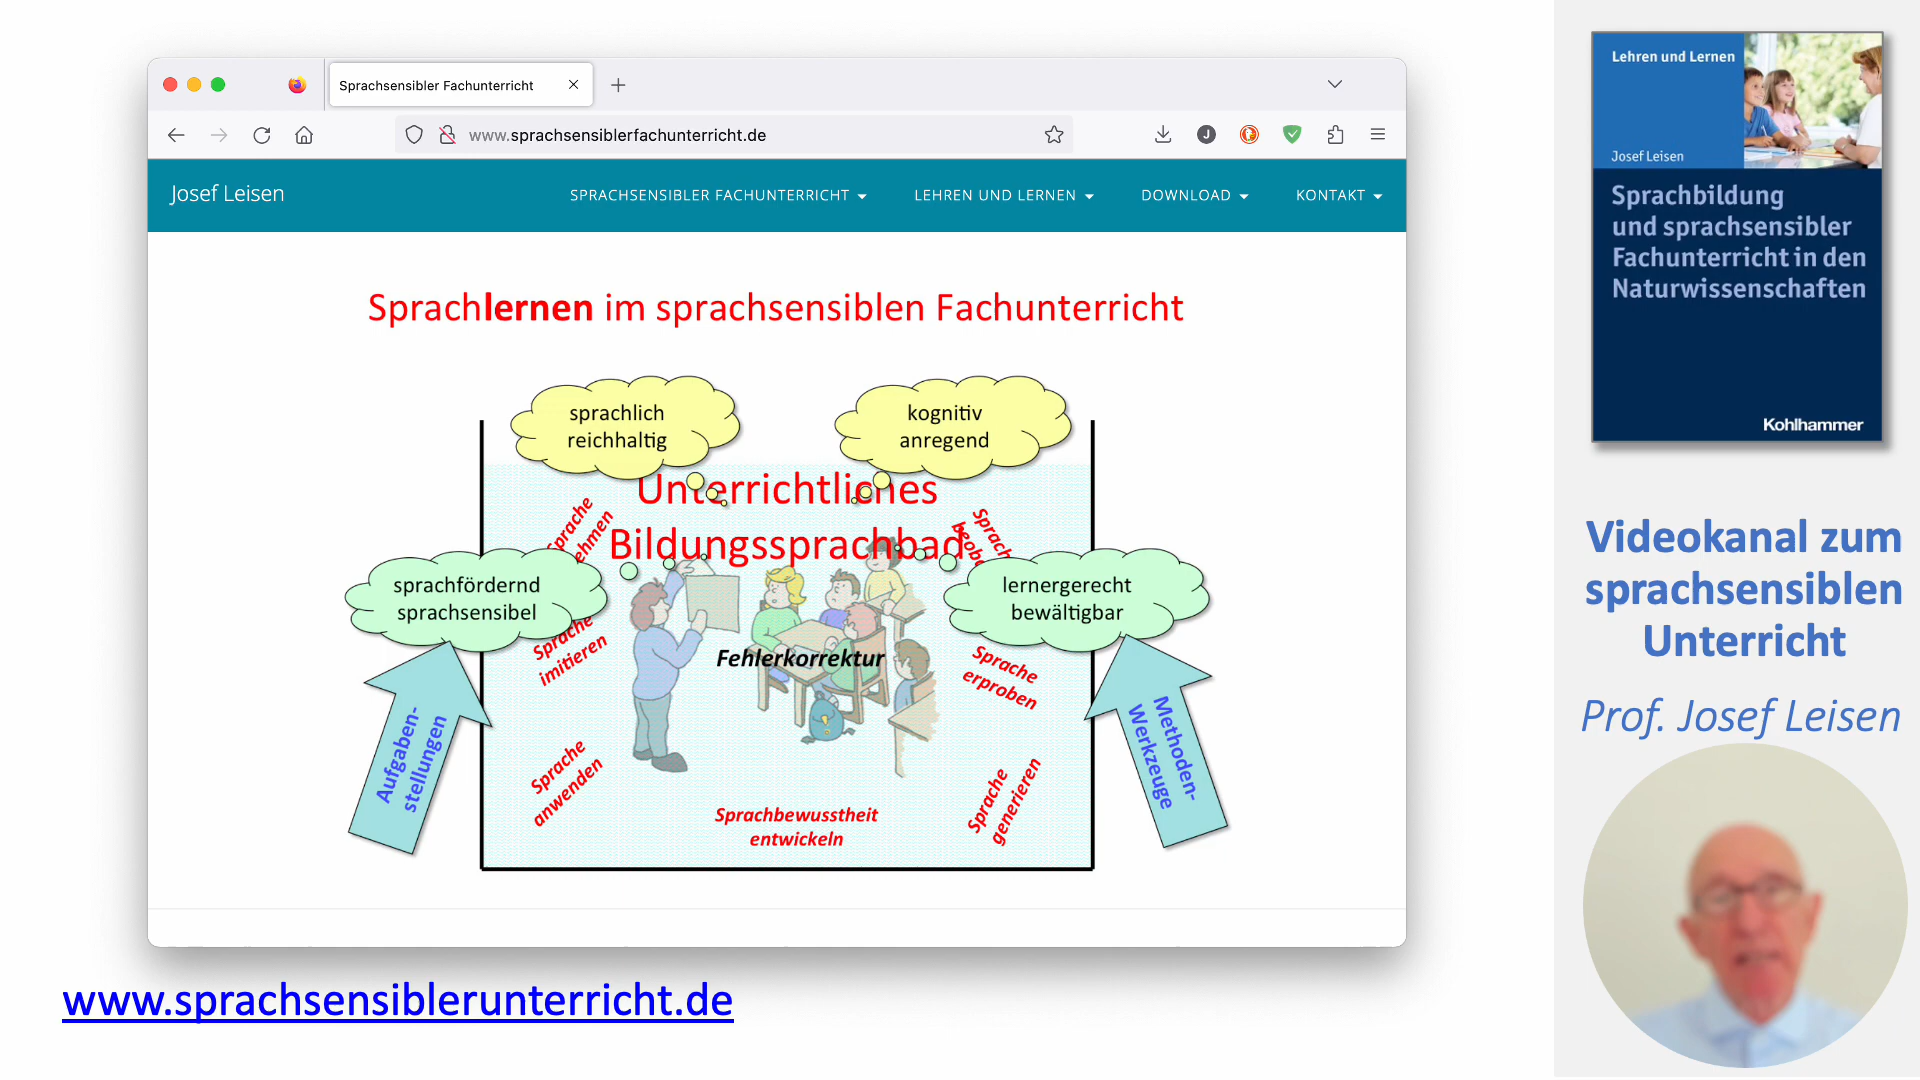 Sprachsensibler Fachunterricht
www.sprachsensiblerfachunterricht.de
J
Josef Leisen
SPRACHSENSIBLER FACHUNTERRICHT
LEHREN UND LERNEN
DOWNLOAD
KONTAKT
Sprachlernen im sprachsensiblen Fachunterricht
sprachlich
reichhaltig
kognitiv
anregend
Unterrichtliches
Bildungssprachbad
Sprache
sprachfördernd
sprachsensibel
lernergerecht
bewältigbar
Sprache
imitieren
Fehlerkorrektur
Sprache
erproben
Aufgaben-
stellungen
Methoden-
Werkzeuge
Sprache
anwenden
Sprachbewusstheit
entwickeln
Sprache
generieren
www.sprachsensiblerunterricht.de
Lehren und Lernen
Josef Leisen
Sprachbildung
und sprachsensibler
Fachunterricht in den
Naturwissenschaften
Kohlhammer
Videokanal zum
sprachsensiblen
Unterricht
Prof. Josef Leisen